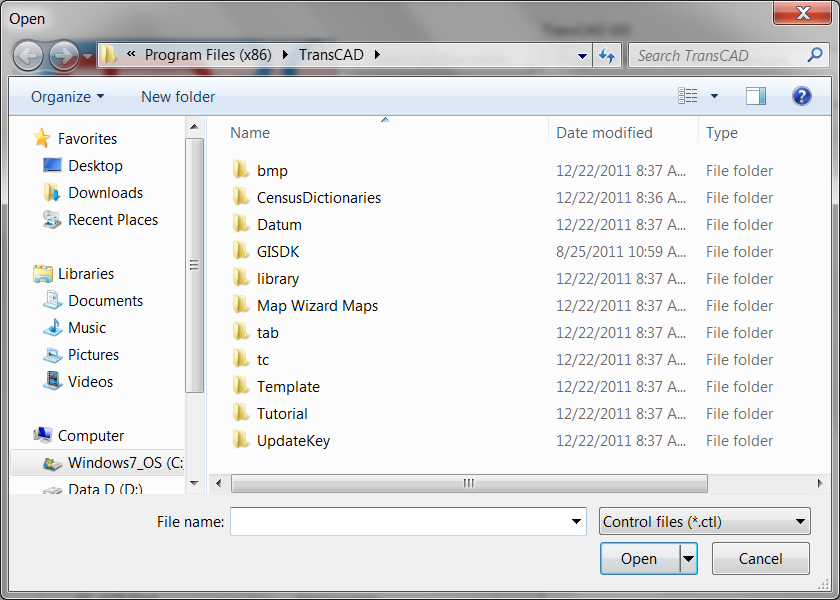 Open
« Program Files (x86) TransCAD Search TransCAD
Organize New folder
Favorites
Desktop
Downloads
Recent Places
Libraries
Documents
Music
Pictures
Videos
Computer
Windows7_OS (C:
Data D (D:)
Name Date modified Type
bmp 12/22/2011 8:37 A... File folder
CensusDictionaries 12/22/2011 8:36 A... File folder
Datum 12/22/2011 8:37 A... File folder
GISDK 8/25/2011 10:59 A... File folder
library 12/22/2011 8:37 A... File folder
Map Wizard Maps 12/22/2011 8:37 A... File folder
tab 12/22/2011 8:37 A... File folder
tc 12/22/2011 8:37 A... File folder
Template 12/22/2011 8:37 A... File folder
Tutorial 12/22/2011 8:37 A... File folder
UpdateKey 12/22/2011 8:37 A... File folder
File name: Control files (*.ctl)
Open Cancel